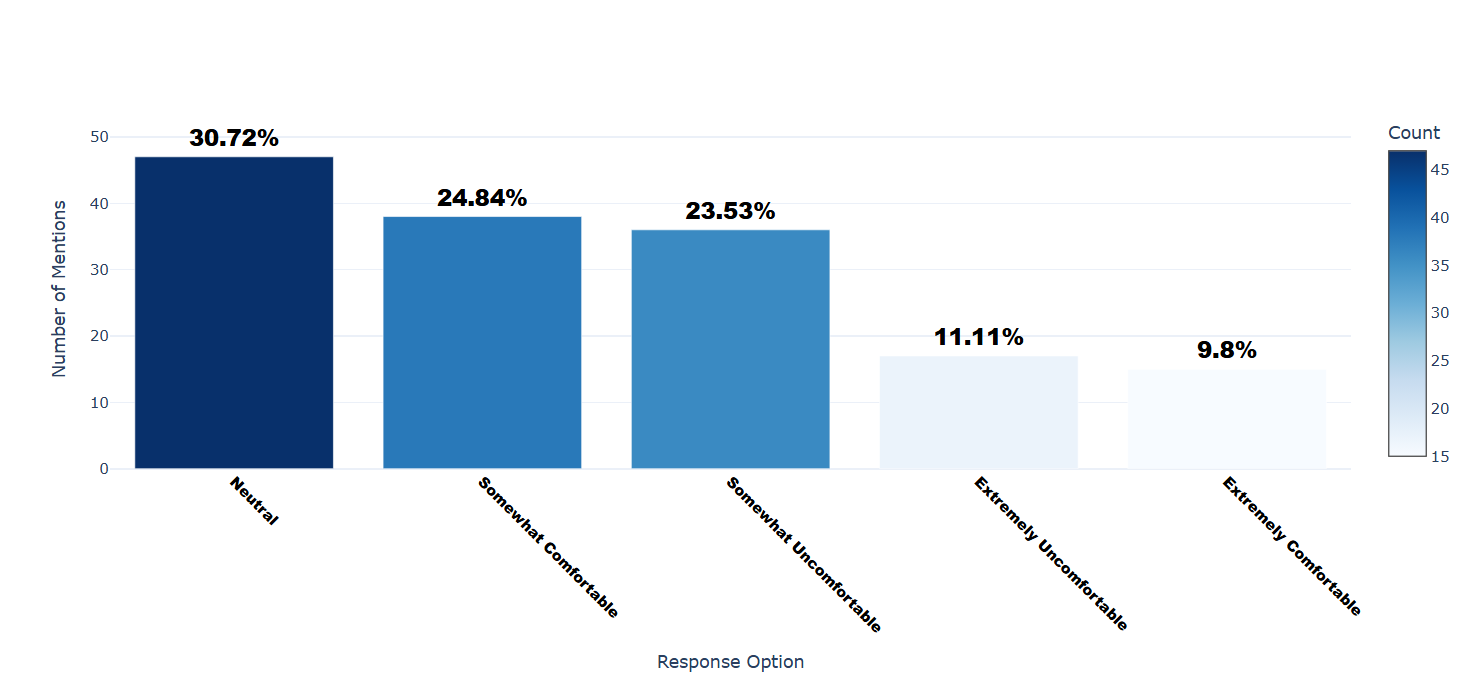 Count
50
40
30
20
10
0
Number of Mentions
30.72%
24.84%
23.53%
11.11%
9.8%
45
40
35
30
25
20
15
Neutral
Somewhat Comfortable
Somewhat Uncomfortable
Extremely Uncomfortable
Extremely Comfortable
Response Option